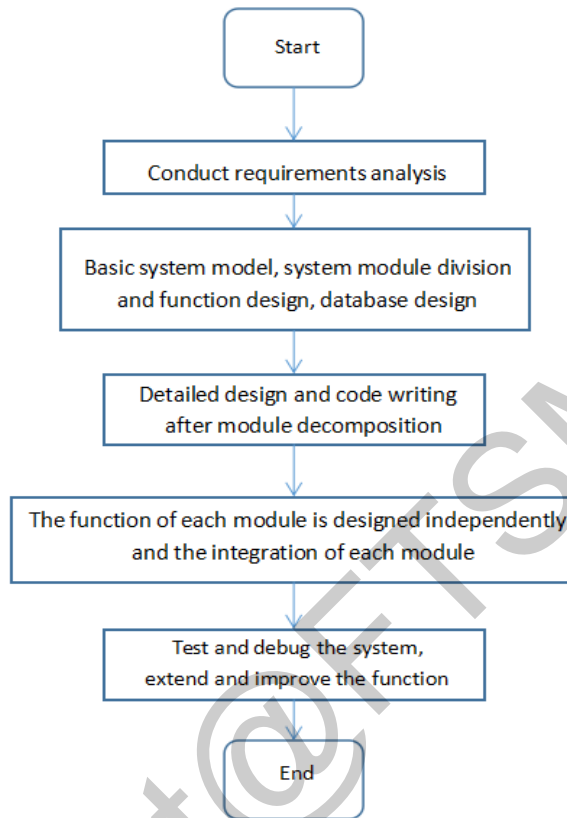 Start
Conduct requirements analysis
Basic system model, system module division
and function design, database design
Detailed design and code writing
after module decomposition
The function of each module is designed independently
and the integration of each module
Test and debug the system,
extend and improve the function
End
t@FTSM